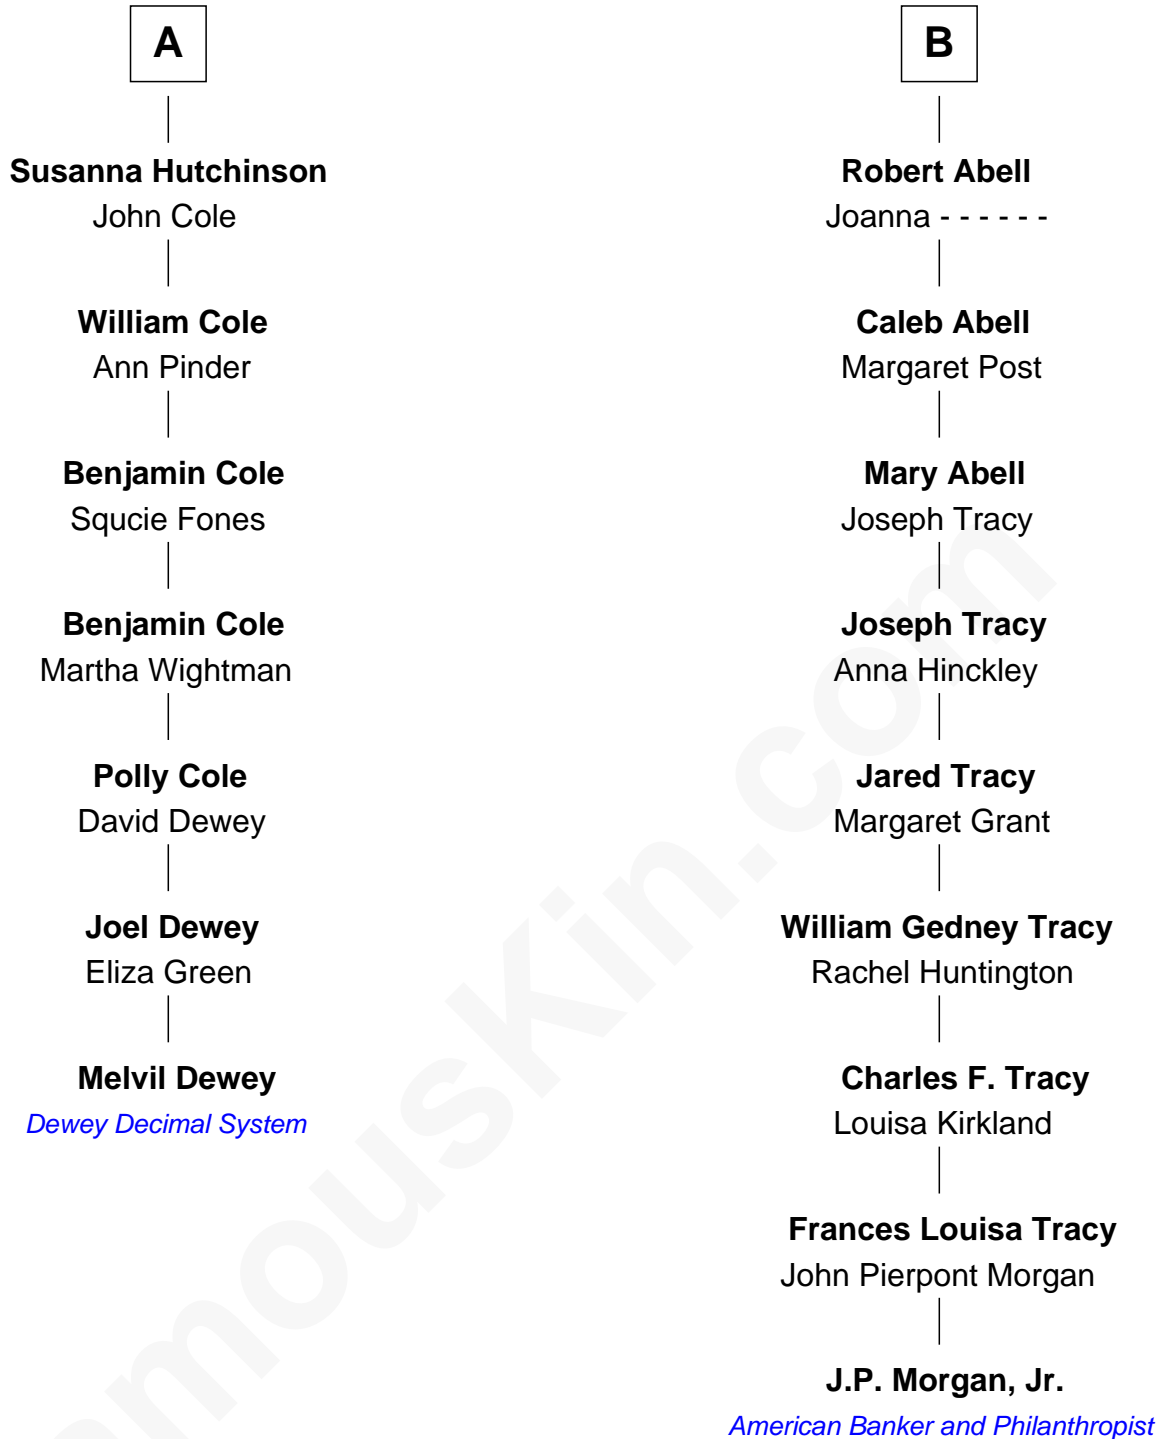 A
Susanna Hutchinson
John Cole
William Cole
Ann Pinder
Benjamin Cole
Squcie Fones
Benjamin Cole
Martha Wightman
Polly Cole
David Dewey
Joel Dewey
Eliza Green
Melvil Dewey
Dewey Decimal System
B
Robert Abell
Joanna - - - - - -
Caleb Abell
Margaret Post
Mary Abell
Joseph Tracy
Joseph Tracy
Anna Hinckley
Jared Tracy
Margaret Grant
William Gedney Tracy
Rachel Huntington
Charles F. Tracy
Louisa Kirkland
Frances Louisa Tracy
John Pierpont Morgan
J.P. Morgan, Jr.
American Banker and Philanthropist
amouskin.com